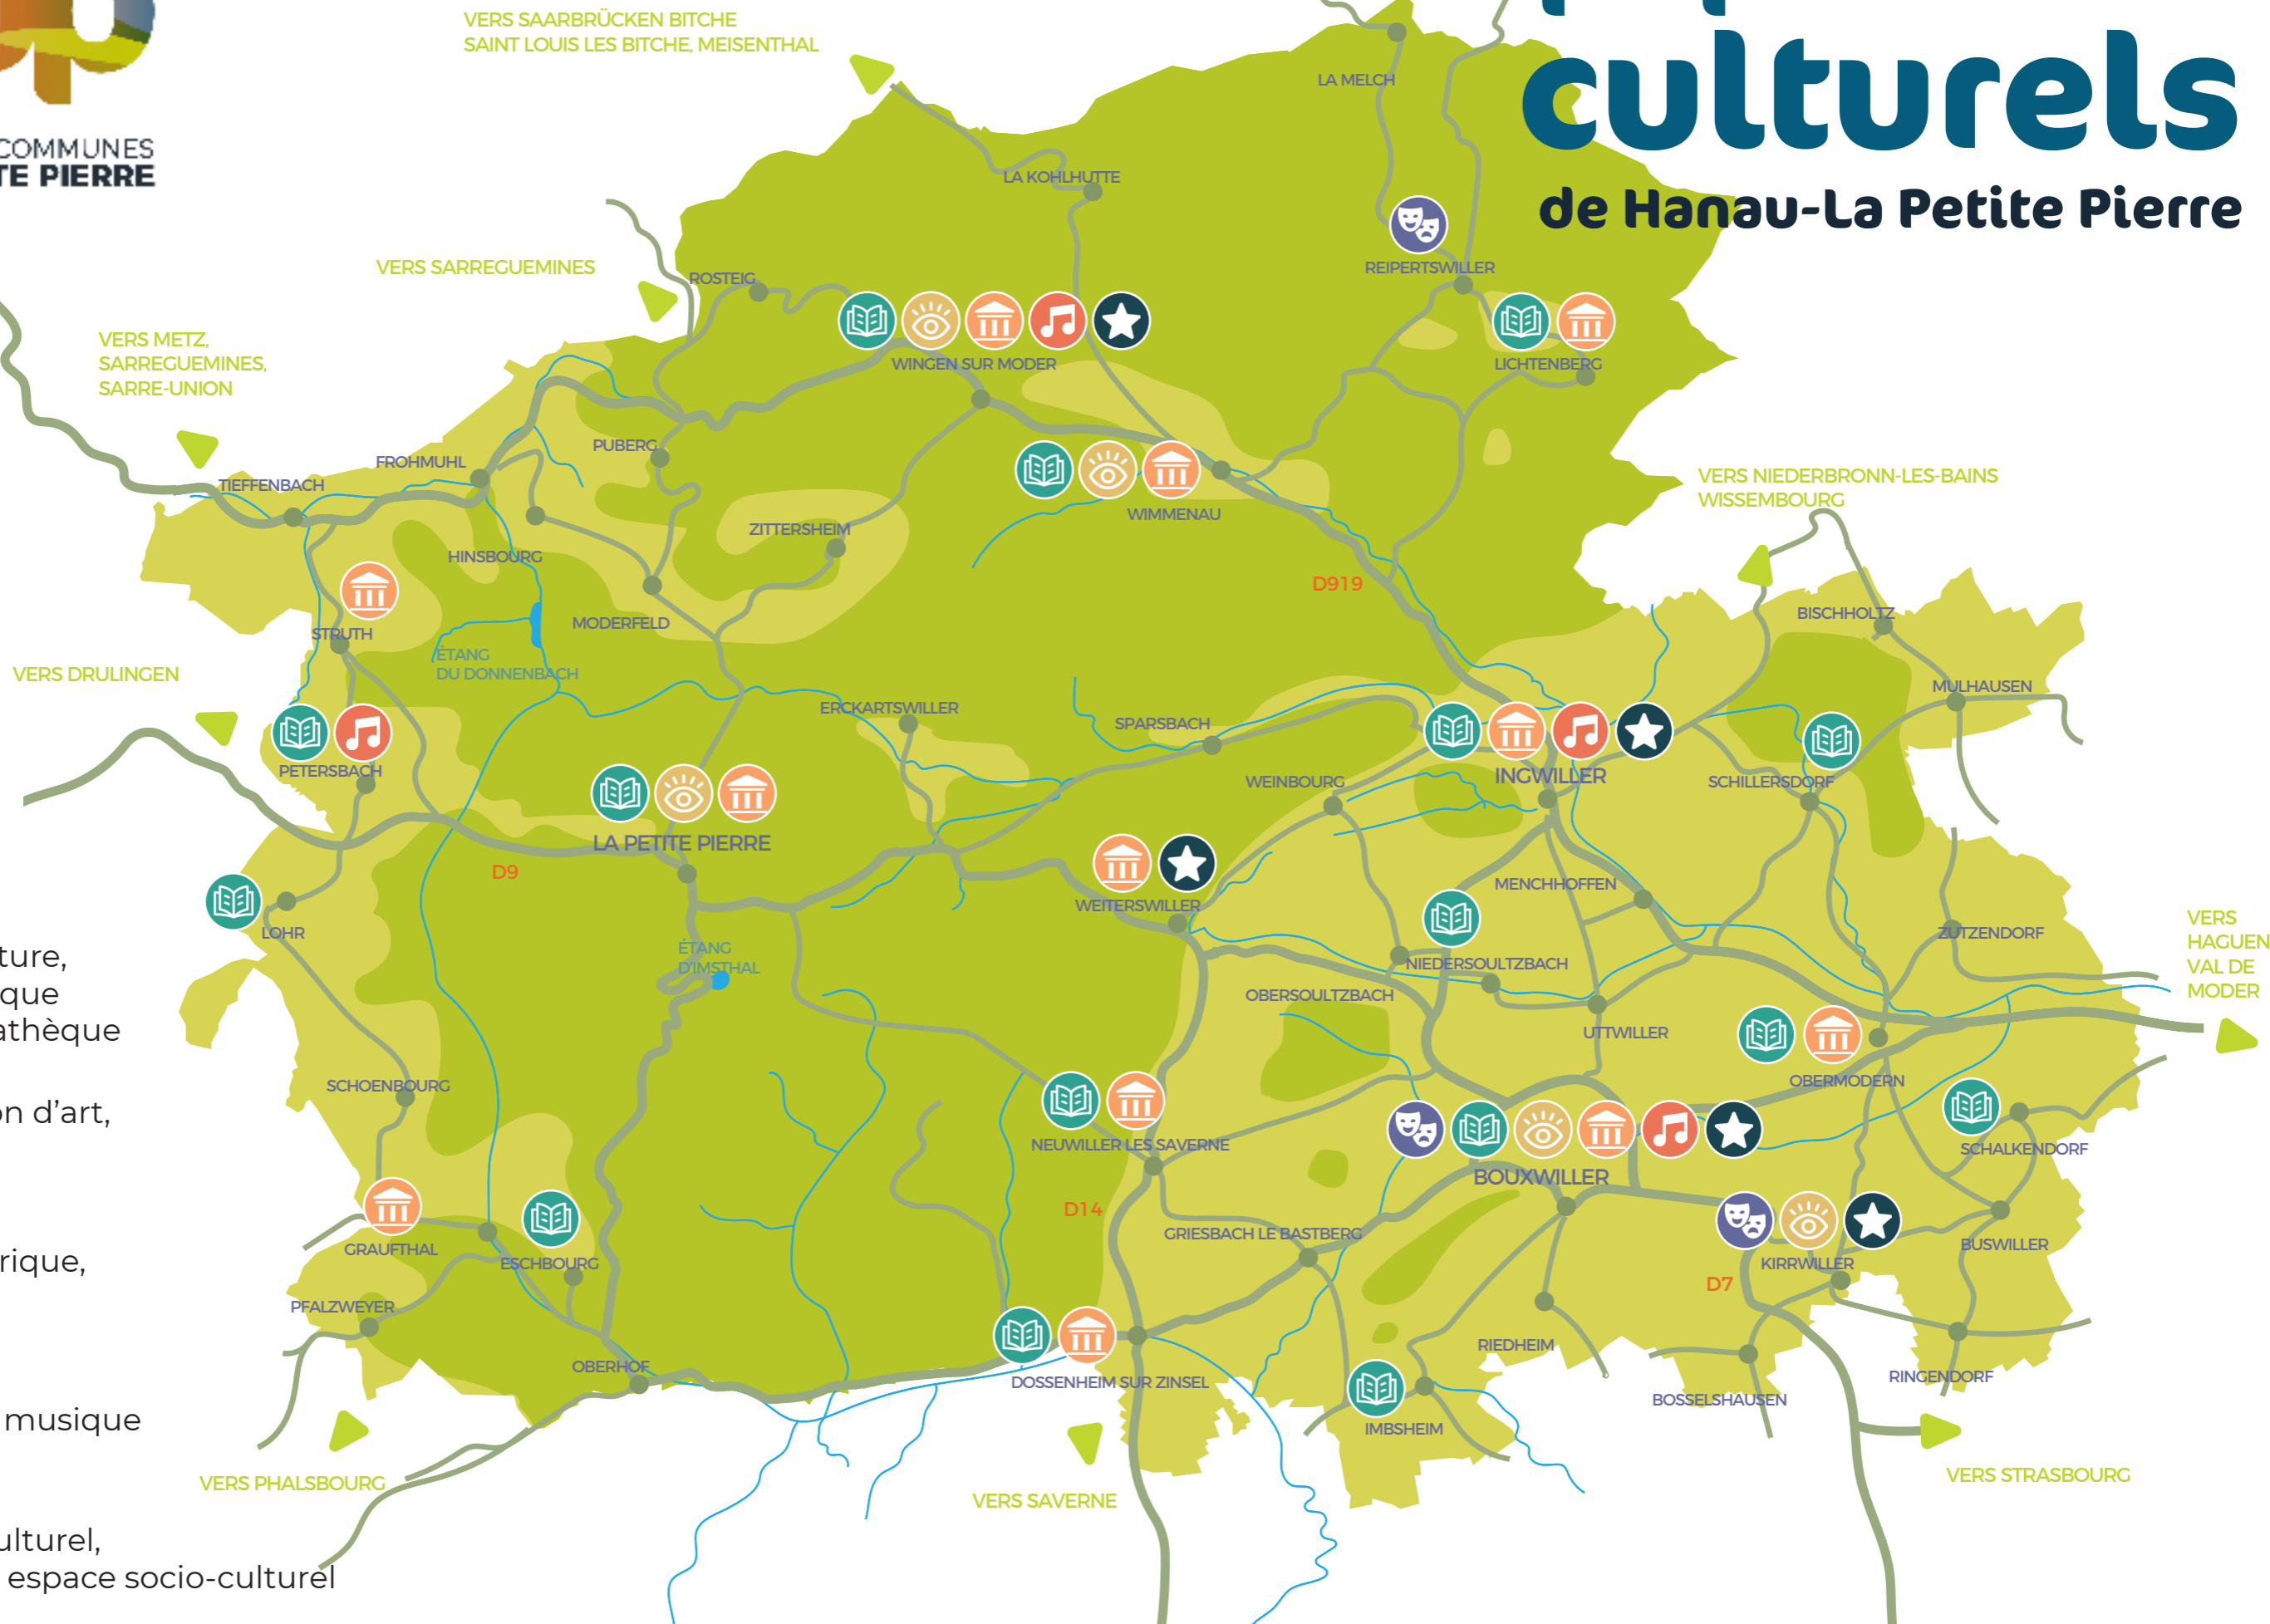 VERS SAARBRÜCKEN BITCHE
SAINT LOUIS LES BITCHE, MEISENTHAL
culturels
de Hanau-La Petite Pierre
COMMUNES
TE PIERRE
LA MELCH
LA KOHLHUTTE
VERS SARREGUEMINES
ROSTEIG
REIPERTSWILLER
VERS METZ,
SARREGUEMINES,
SARRE-UNION
WINGEN SUR MODER
LICHTENBERG
PUBERG
FROHMUHL
TIEFFENBACH
VERS NIEDERBRONN-LES-BAINS
WISSEMBOURG
WIMMENAU
ZITTERSHEIM
HINSBOURG
D919
BISCHHOLTZ
MODERFELD
STRUTH
ÉTANG
DU DONNENBACH
VERS DRULINGEN
MULHAUSEN
ERCKARTSWILLER
SPARSBACH
PETERSBACH
WEINBOURG
INGWILLER
SCHILLERSDORF
LA PETITE PIERRE
D9
MENCHHOFFEN
WEITERSWILLER
VERS
HAGUEN
VAL DE
MODER
LOHR
ZUTZENDORF
ÉTANG
D'IMSTHAL
NIEDERSOULTZBACH
OBERSOULTZBACH
UTTWILLER
ture,
que
athèque
SCHOENBOURG
OBERMODERN
on d'art,
NEUWILLER LES SAVERNE
SCHALKENDORF
BOUXWILLER
D14
GRIESBACH LE BASTBERG
BUSWILLER
GRAUFTHAL
ESCHBOURG
KIRRWILLER
rique,
D7
PFALZWEYER
RIEDHEIM
OBERHOF
DOSSENHEIM SUR ZINSEL
RINGENDORF
BOSSELSHAUSEN
musique
IMBSHEIM
VERS PHALSBOURG
VERS SAVERNE
VERS STRASBOURG
ulturel,
espace socio-culturel